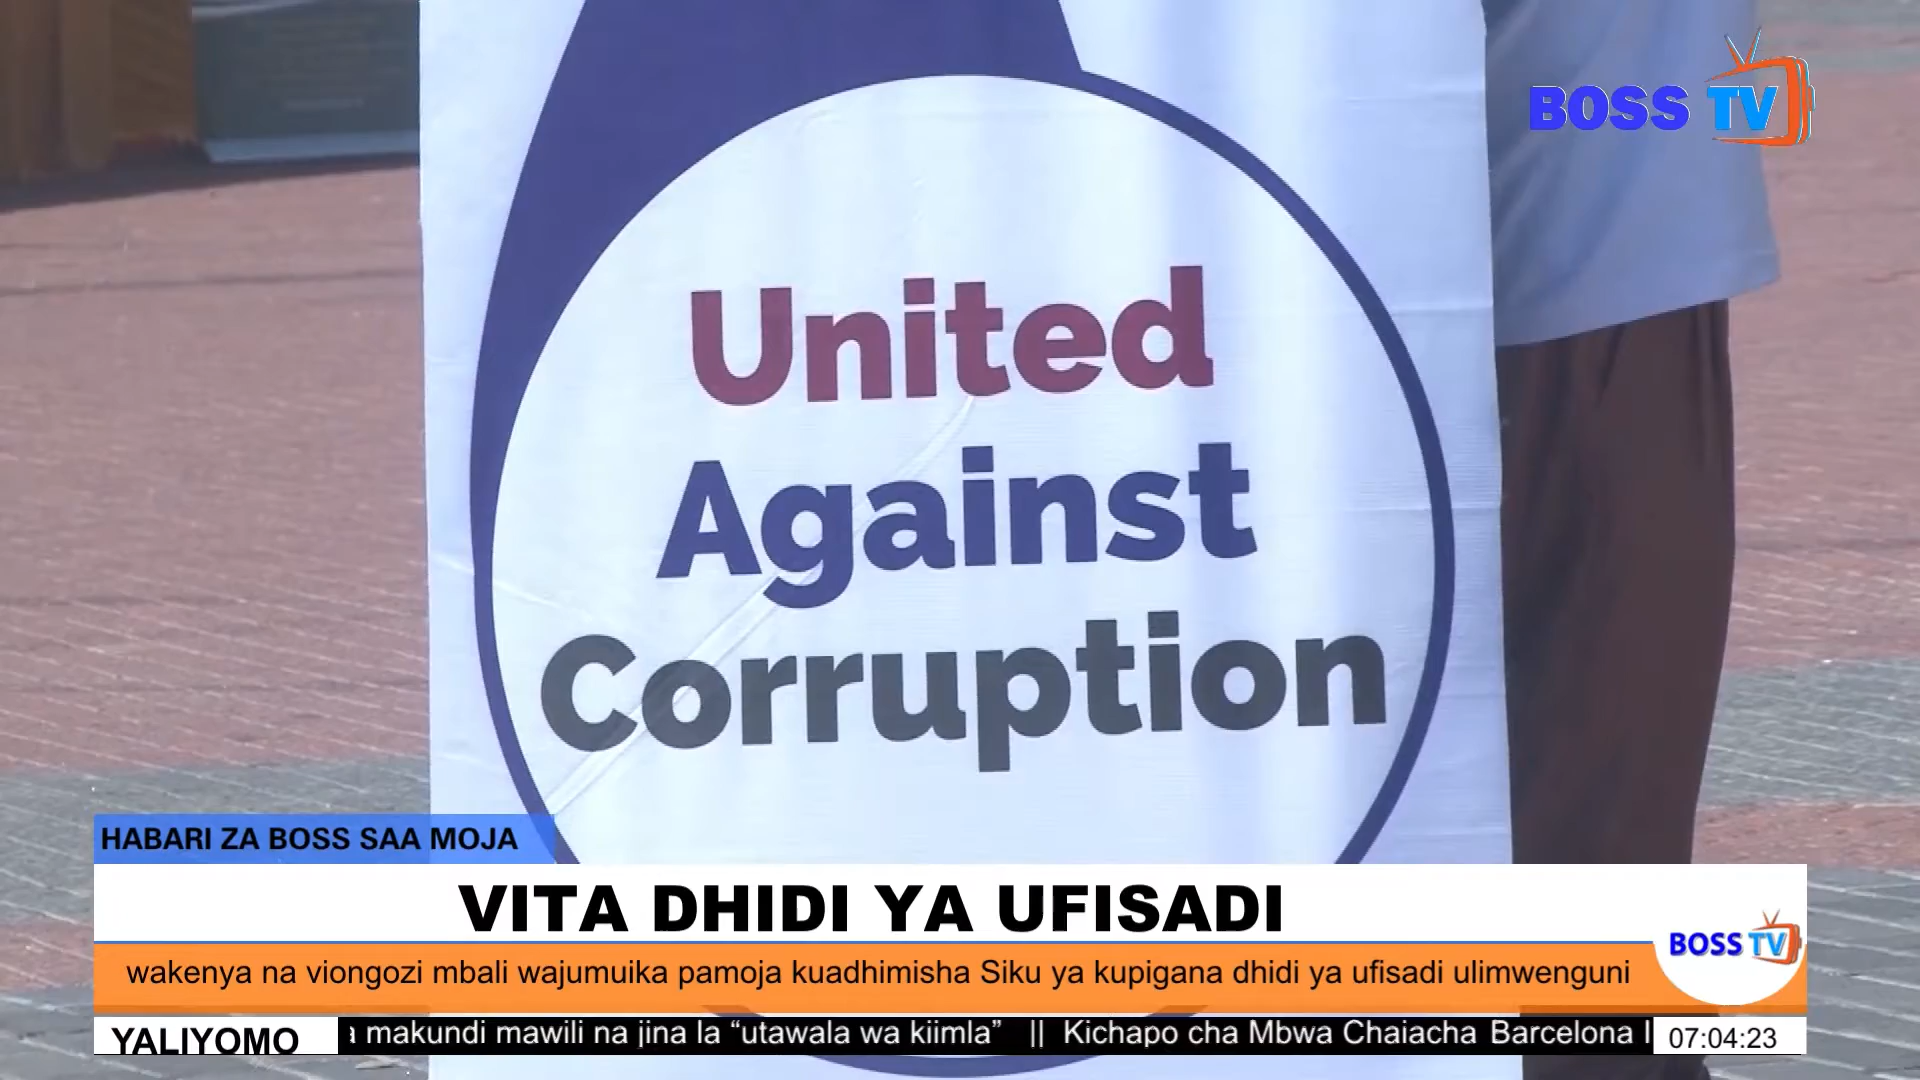 BOSS TV
United
Against
Corruption
HABARI ZA BOSS SAA MOJA
VITA DHIDI YA UFISADI
BOSS TV
wakenya na viongozi mbali wajumuika pamoja kuadhimisha Siku ya kupigana dhidi ya ufisadi ulimwenguni
YALIYOMO
a makundi mawili na jina la “utawala wa kiimla” || Kichapo cha Mbwa Chaiacha Barcelona
07:04:23